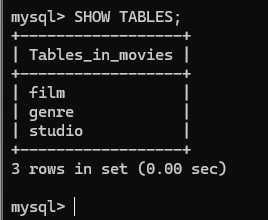 mysql> SHOW TABLES;
+------------------+
| Tables_in_movies |
+------------------+
| film             |
| genre            |
| studio           |
+------------------+
3 rows in set (0.00 sec)
mysql>